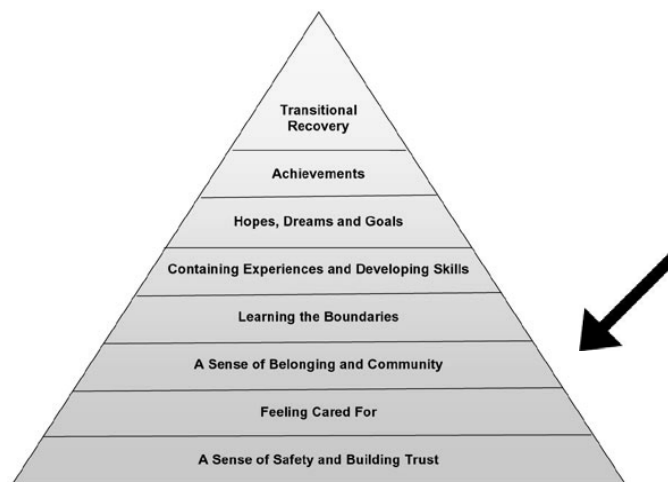 Transitional
Recovery
Achievements
Hopes, Dreams and Goals
Containing Experiences and Developing Skills
Learning the Boundaries
A Sense of Belonging and Community
Feeling Cared For
A Sense of Safety and Building Trust